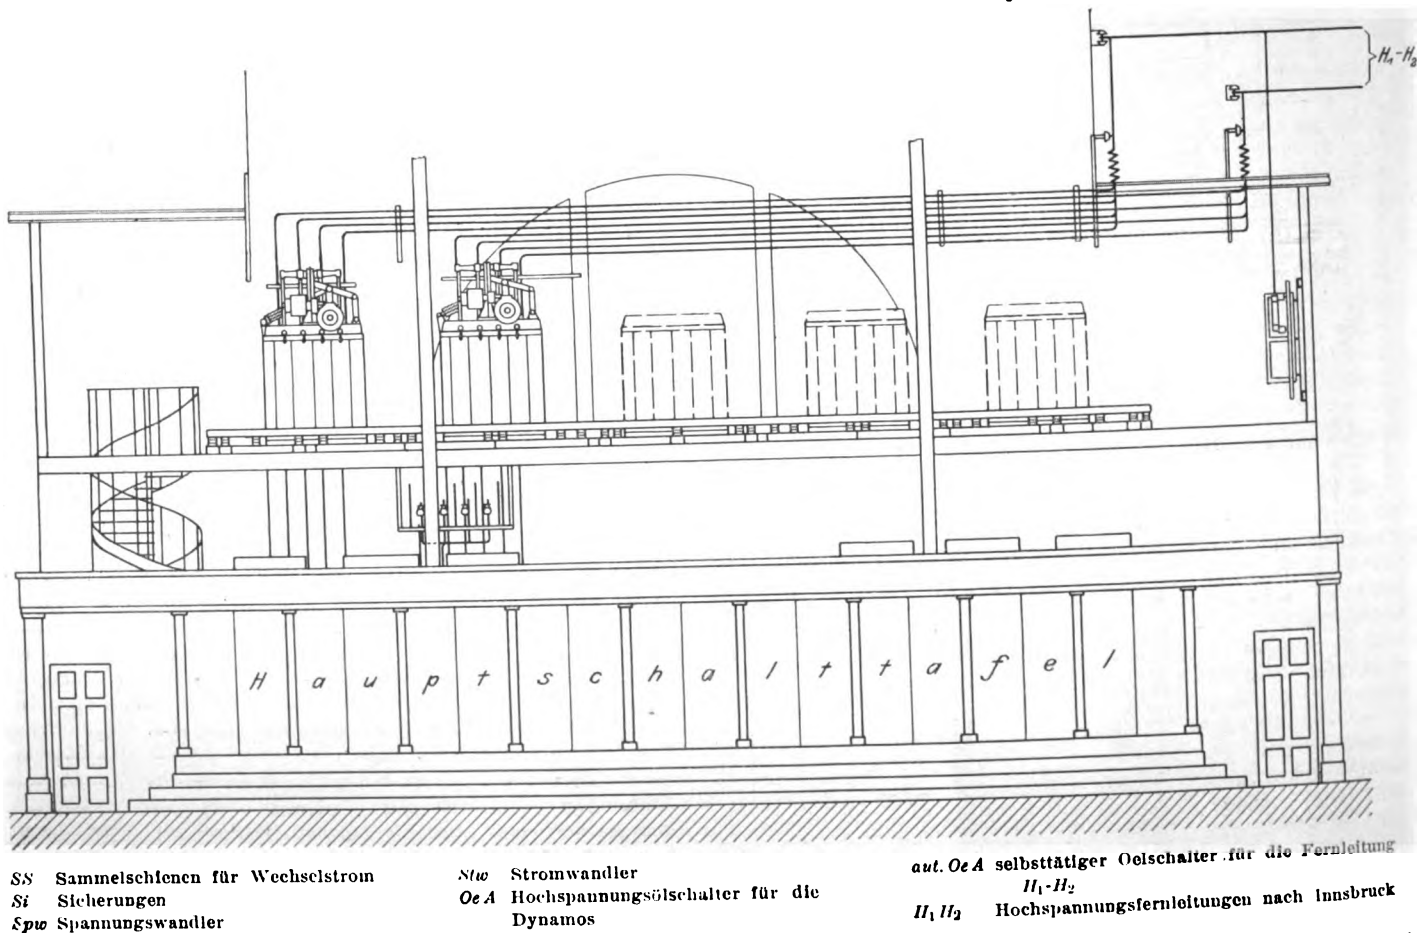 H₁-H₂
Hauptschalttafel
SS Sammelschienen für Wechselstrom
Si Sicherungen
Spw Spannungswandler
Stw Stromwandler
Oe A Hochspannungsölschalter für die
Dynamos
aut. Oe A selbsttätiger Oelschalter für die Fernleitung
H₁-H₂
H₁ H₂ Hochspannungsfernleitungen nach Innsbruck